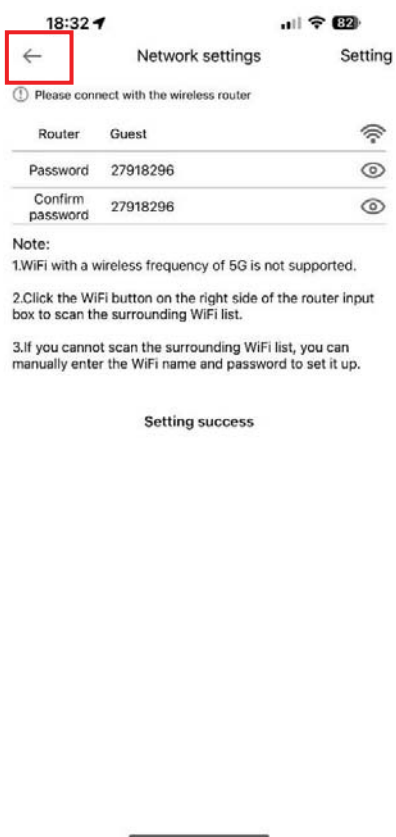 18:32
82
Network settings
Setting
Please connect with the wireless router
Router Guest
Password 27918296
Confirm
password 27918296
Note:
1.WiFi with a wireless frequency of 5G is not supported.
2.Click the WiFi button on the right side of the router input
box to scan the surrounding WiFi list.
3.If you cannot scan the surrounding WiFi list, you can
manually enter the WiFi name and password to set it up.
Setting success